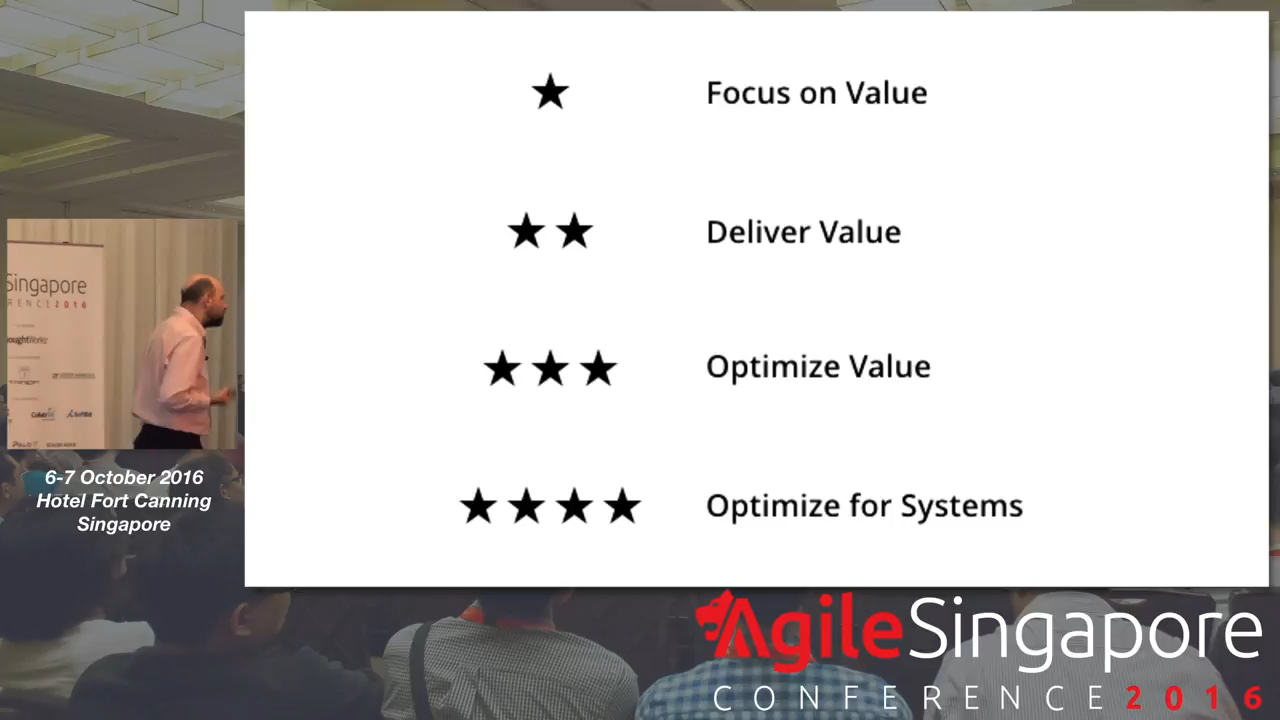 ★ Focus on Value
★★ Deliver Value
★★★ Optimize Value
★★★★ Optimize for Systems
Singapore
2016
6-7 October 2016
Hotel Fort Canning
Singapore
AgileSingapore
CONFERENCE 2016